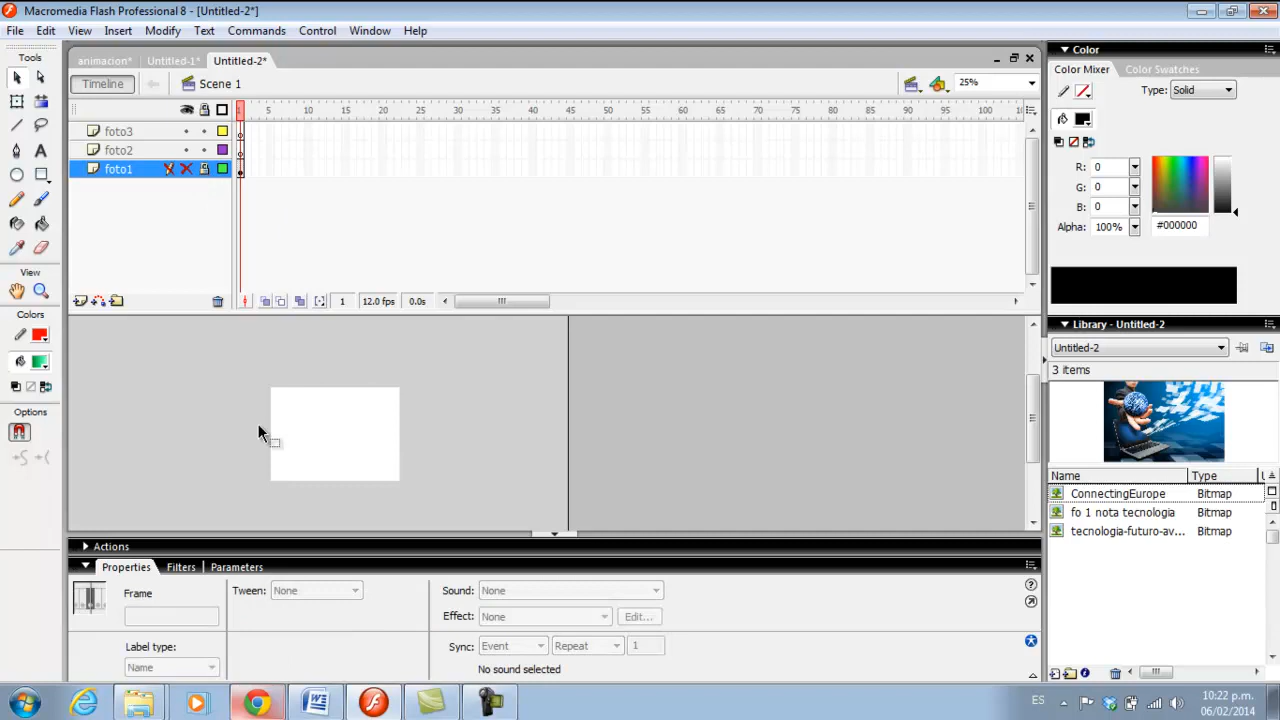 Macromedia Flash Professional 8 - [Untitled-2*]
File Edit View Insert Modify Text Commands Control Window Help
Tools
animacion* Untitled-1* Untitled-2*
Timeline Scene 1 25%
1 5 10 15 20 25 30 35 40 45 50 55 60 65 70 75 80 85 90 95 100
foto3
foto2
foto1
1 12.0 fps 0.0s
View
Colors
Options
Color
Color Mixer Color Swatches
Type: Solid
R: 0
G: 0
B: 0
Alpha: 100% #000000
Library - Untitled-2
Untitled-2
3 items
Name Type
ConnectingEurope Bitmap
fo 1 nota tecnologia Bitmap
tecnologia-futuro-av... Bitmap
Actions
Properties Filters Parameters
Frame Tween: None Sound: None
Effect: None Edit...
Label type: Sync: Event Repeat 1
Name No sound selected
ES 10:22 p.m.
06/02/2014